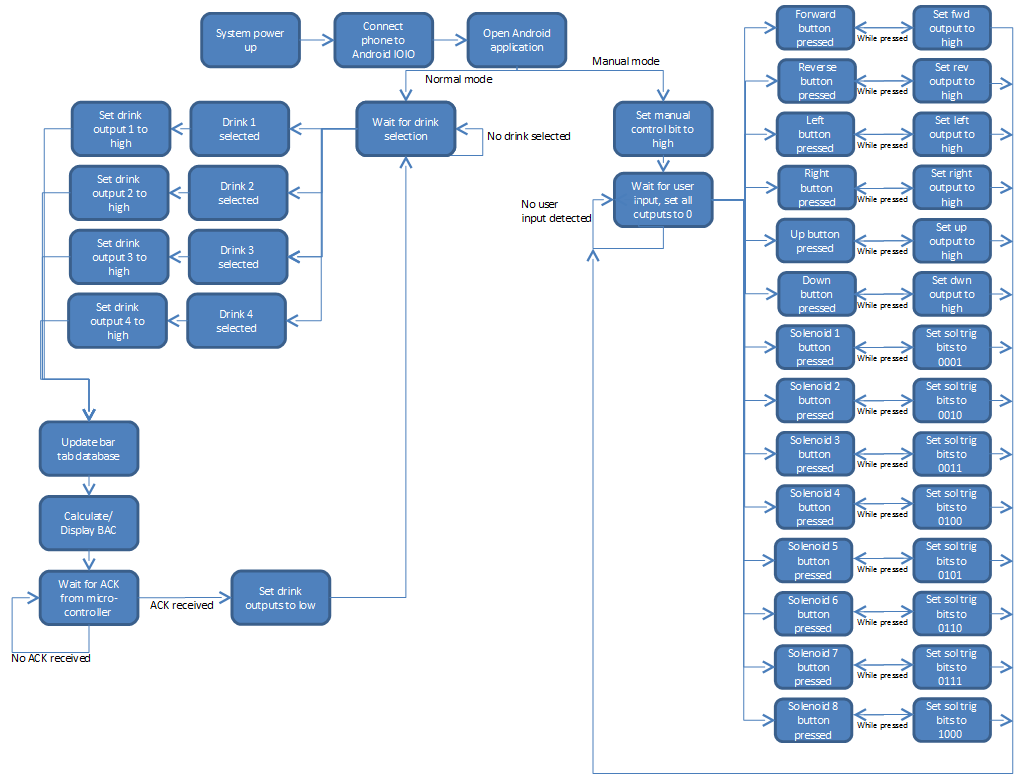 System power
up
Connect
phone to
Android IOIO
Open Android
application
Normal mode
Manual mode
Wait for drink
selection
No drink selected
Drink 1
selected
Set drink
output 1 to
high
Drink 2
selected
Set drink
output 2 to
high
Drink 3
selected
Set drink
output 3 to
high
Drink 4
selected
Set drink
output 4 to
high
Update bar
tab database
Calculate/
Display BAC
Wait for ACK
from micro-
controller
No ACK received
ACK received
Set drink
outputs to low
Set manual
control bit to
high
Wait for user
input, set all
outputs to 0
No user
input detected
Forward
button
pressed
While pressed
Set fwd
output to
high
Reverse
button
pressed
While pressed
Set rev
output to
high
Left
button
pressed
While pressed
Set left
output to
high
Right
button
pressed
While pressed
Set right
output to
high
Up button
pressed
While pressed
Set up
output to
high
Down
button
pressed
While pressed
Set dwn
output to
high
Solenoid 1
button
pressed
While pressed
Set sol trig
bits to
0001
Solenoid 2
button
pressed
While pressed
Set sol trig
bits to
0010
Solenoid 3
button
pressed
While pressed
Set sol trig
bits to
0011
Solenoid 4
button
pressed
While pressed
Set sol trig
bits to
0100
Solenoid 5
button
pressed
While pressed
Set sol trig
bits to
0101
Solenoid 6
button
pressed
While pressed
Set sol trig
bits to
0110
Solenoid 7
button
pressed
While pressed
Set sol trig
bits to
0111
Solenoid 8
button
pressed
While pressed
Set sol trig
bits to
1000